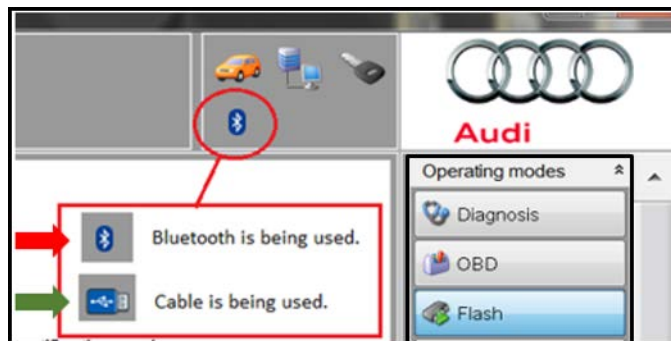 Audi
Operating modes
Diagnosis
OBD
Flash
Bluetooth is being used.
Cable is being used.